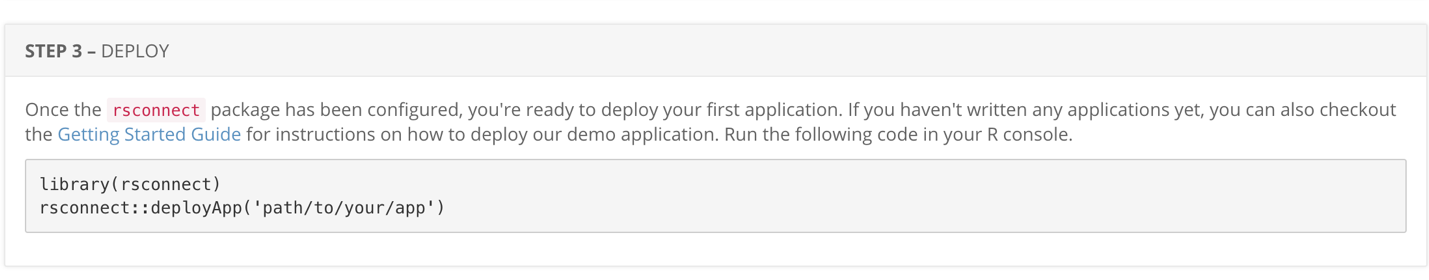 STEP 3 – DEPLOY
Once the rsconnect package has been configured, you're ready to deploy your first application. If you haven't written any applications yet, you can also checkout
the Getting Started Guide for instructions on how to deploy our demo application. Run the following code in your R console.
library(rsconnect)
rsconnect::deployApp('path/to/your/app')